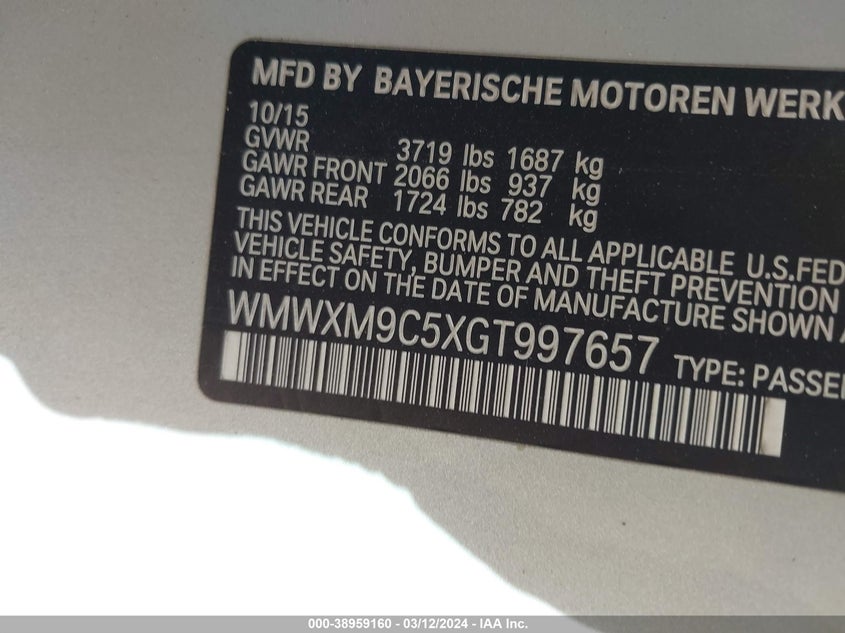 MFD BY BAYERISCHE MOTOREN WERK
10/15
GVWR 3719 lbs 1687 kg
GAWR FRONT 2066 lbs 937 kg
GAWR REAR 1724 lbs 782 kg
THIS VEHICLE CONFORMS TO ALL APPLICABLE U.S.FED
VEHICLE SAFETY, BUMPER AND THEFT PREVENTION
IN EFFECT ON THE DATE OF MANUFACTURE SHOWN A
WMWXM9C5XGT997657 TYPE: PASSE
000-38959160 - 03/12/2024 - IAA Inc.